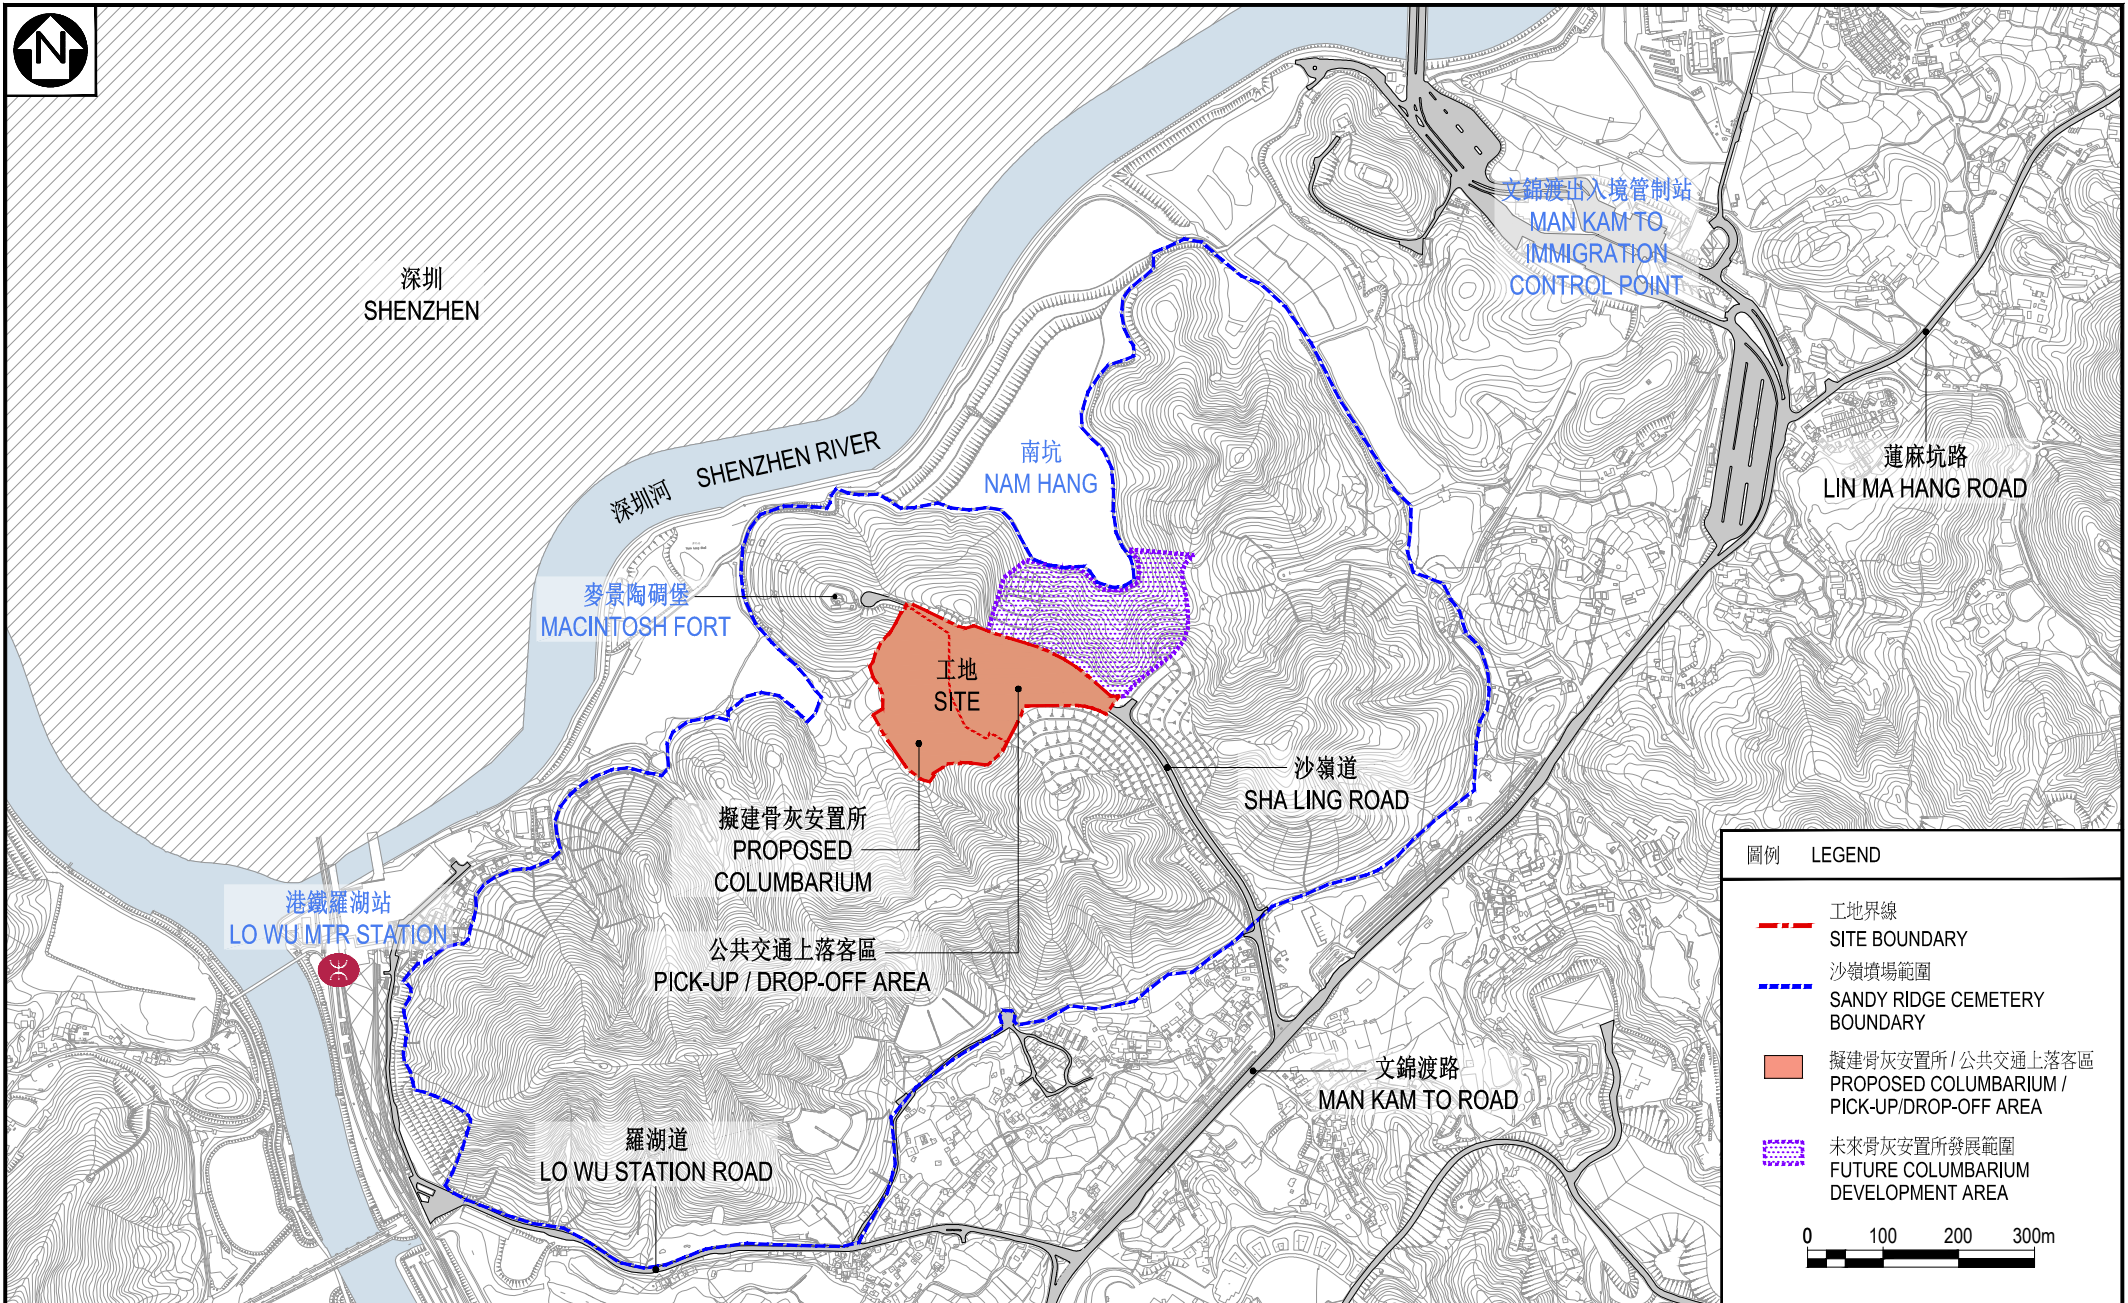 N
深圳
SHENZHEN
文錦渡出入境管制站
MAN KAM TO
IMMIGRATION
CONTROL POINT
深圳河 SHENZHEN RIVER
南坑
NAM HANG
蓮麻坑路
LIN MA HANG ROAD
麥景陶碉堡
MACINTOSH FORT
工地
SITE
沙嶺道
SHA LING ROAD
擬建骨灰安置所
PROPOSED
COLUMBARIUM
港鐵羅湖站
LO WU MTR STATION
公共交通上落客區
PICK-UP / DROP-OFF AREA
文錦渡路
MAN KAM TO ROAD
羅湖道
LO WU STATION ROAD
圖例 LEGEND
工地界線
SITE BOUNDARY
沙嶺墳場範圍
SANDY RIDGE CEMETERY
BOUNDARY
擬建骨灰安置所 / 公共交通上落客區
PROPOSED COLUMBARIUM /
PICK-UP/DROP-OFF AREA
未來骨灰安置所發展範圍
FUTURE COLUMBARIUM
DEVELOPMENT AREA
0 100 200 300m